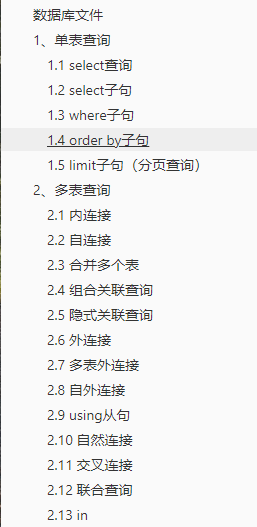 数据库文件
1、单表查询
1.1 select查询
1.2 select子句
1.3 where子句
1.4 order by子句
1.5 limit子句（分页查询）
2、多表查询
2.1 内连接
2.2 自连接
2.3 合并多个表
2.4 组合关联查询
2.5 隐式关联查询
2.6 外连接
2.7 多表外连接
2.8 自外连接
2.9 using从句
2.10 自然连接
2.11 交叉连接
2.12 联合查询
2.13 in